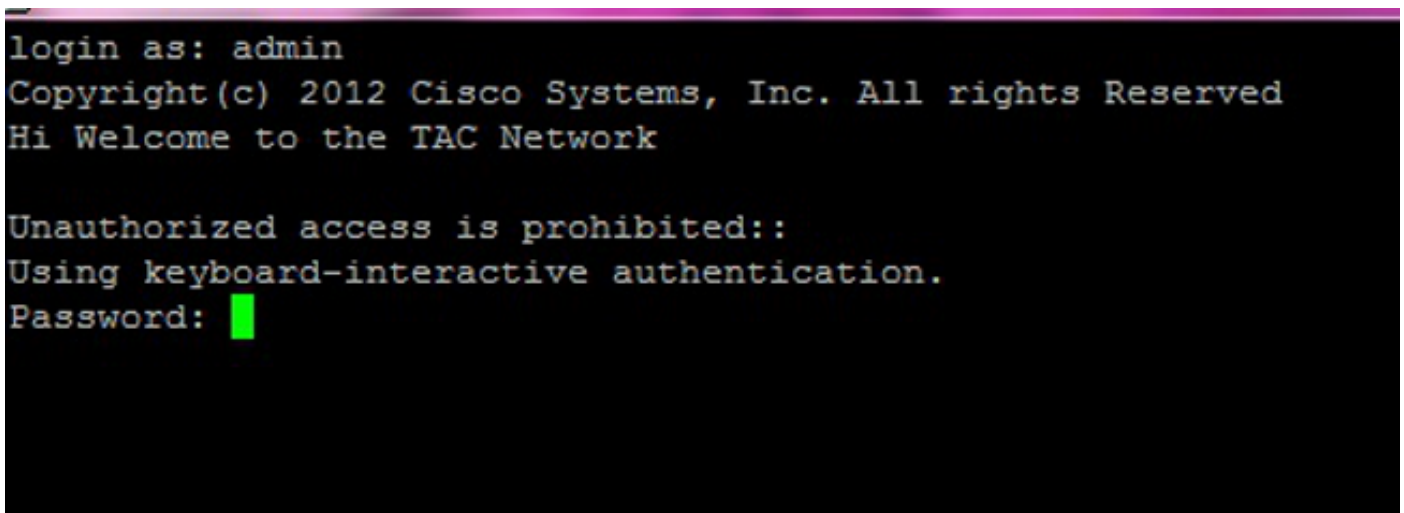 login as: admin
Copyright(c) 2012 Cisco Systems, Inc. All rights Reserved
Hi Welcome to the TAC Network
Unauthorized access is prohibited::
Using keyboard-interactive authentication.
Password: